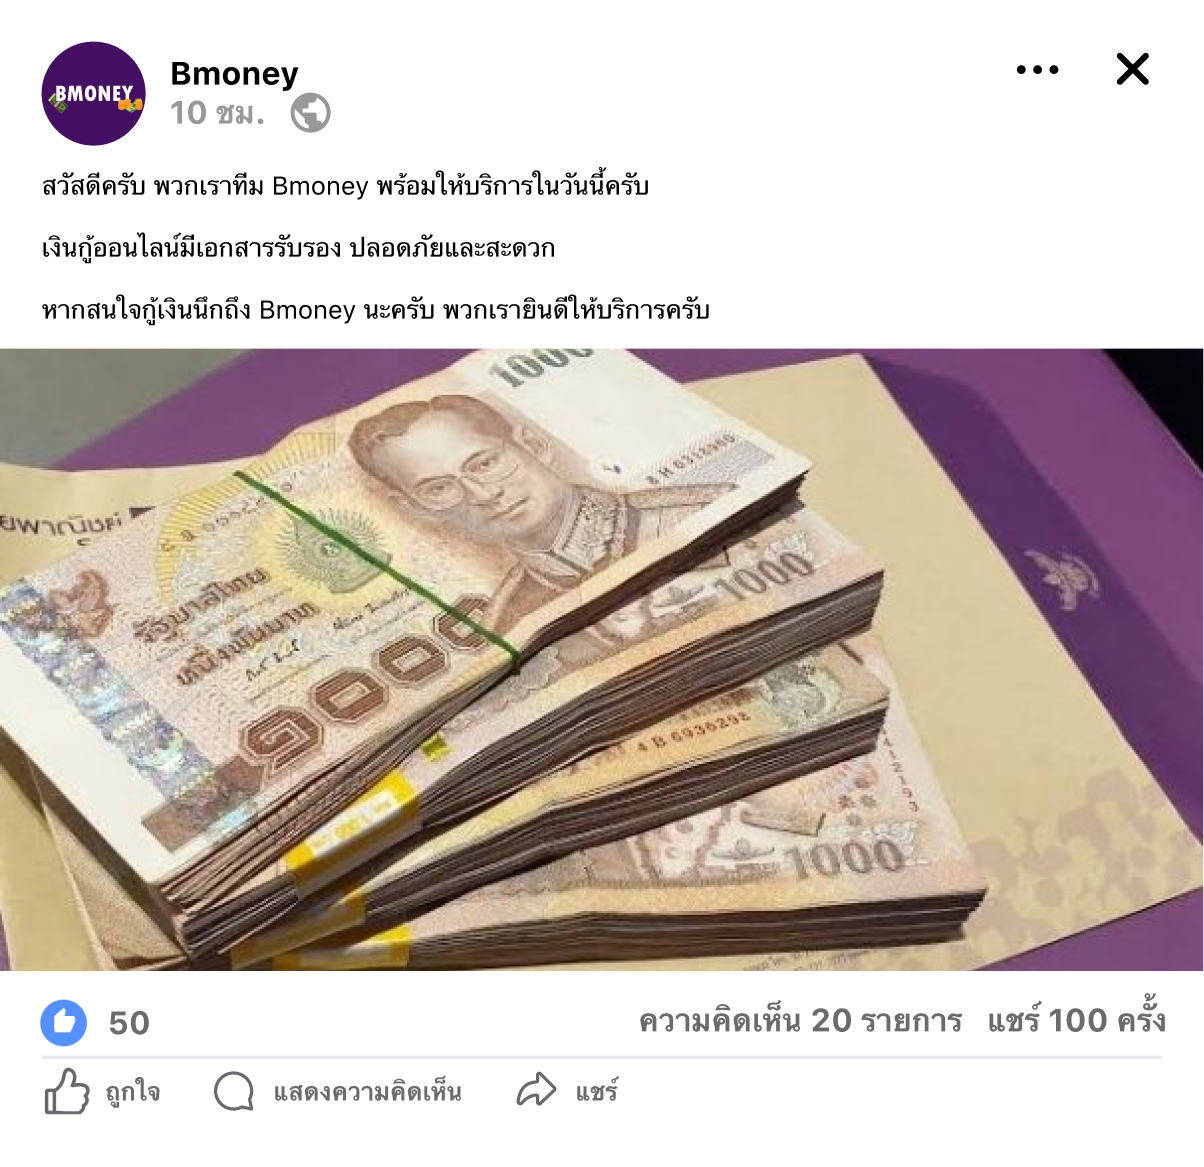 BMONEY
Bmoney
10 ชม.
สวัสดีครับ พวกเราทีม Bmoney พร้อมให้บริการในวันนี้ครับ
เงินกู้ออนไลน์มีเอกสารรับรอง ปลอดภัยและสะดวก
หากสนใจกู้เงินนึกถึง Bmoney นะครับ พวกเรายินดีให้บริการครับ
1000
ยพาณิชย์
รัฐบาลไทย
หนึ่งพันบาท
๑๐๐๐
1000
4 B 6936292
1000
50
ความคิดเห็น 20 รายการ แชร์ 100 ครั้ง
ถูกใจ
แสดงความคิดเห็น
แชร์